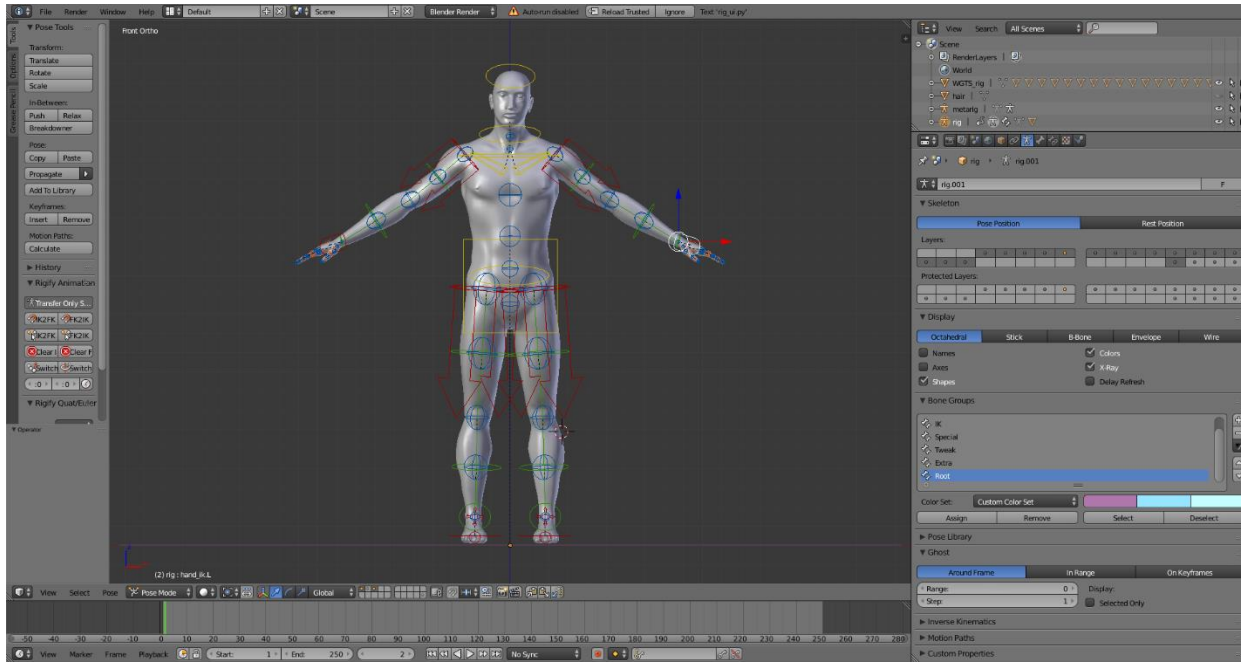 File Render Window Help Default Scene Blender Render Auto-run disabled Reload Trusted Ignore Text 'rig_ui.py'
Tools
Options
Grease Pencil
Pose Tools
Transform:
Translate
Rotate
Scale
In-Between:
Push Relax
Breakdowner
Pose:
Copy Paste
Propagate
Add To Library
Keyframes:
Insert Remove
Motion Paths:
Calculate
History
Rigify Animation
Transfer Only S...
IK2FK FK2IK
IK2FK FK2IK
Clear I Clear F
Switch Switch
:0 :0
Rigify Quat/Euler
Operator
Front Ortho
(2) rig : hand_ik.L
View Select Pose Pose Mode Global
-50 -40 -30 -20 -10 0 10 20 30 40 50 60 70 80 90 100 110 120 130 140 150 160 170 180 190 200 210 220 230 240 250 260 270 280
View Marker Frame Playback Start: 1 End: 250 2 No Sync
View Search All Scenes
Scene
RenderLayers
World
WGTS_rig
hair
metarig
rig
rig rig.001
rig.001 F
Skeleton
Pose Position Rest Position
Layers:
Protected Layers:
Display
Octahedral Stick B-Bone Envelope Wire
Names Colors
Axes X-Ray
Shapes Delay Refresh
Bone Groups
IK
Special
Tweak
Extra
Root
Color Set: Custom Color Set
Assign Remove Select Deselect
Pose Library
Ghost
Around Frame In Range On Keyframes
Range: 0 Display:
Step: 1 Selected Only
Inverse Kinematics
Motion Paths
Custom Properties